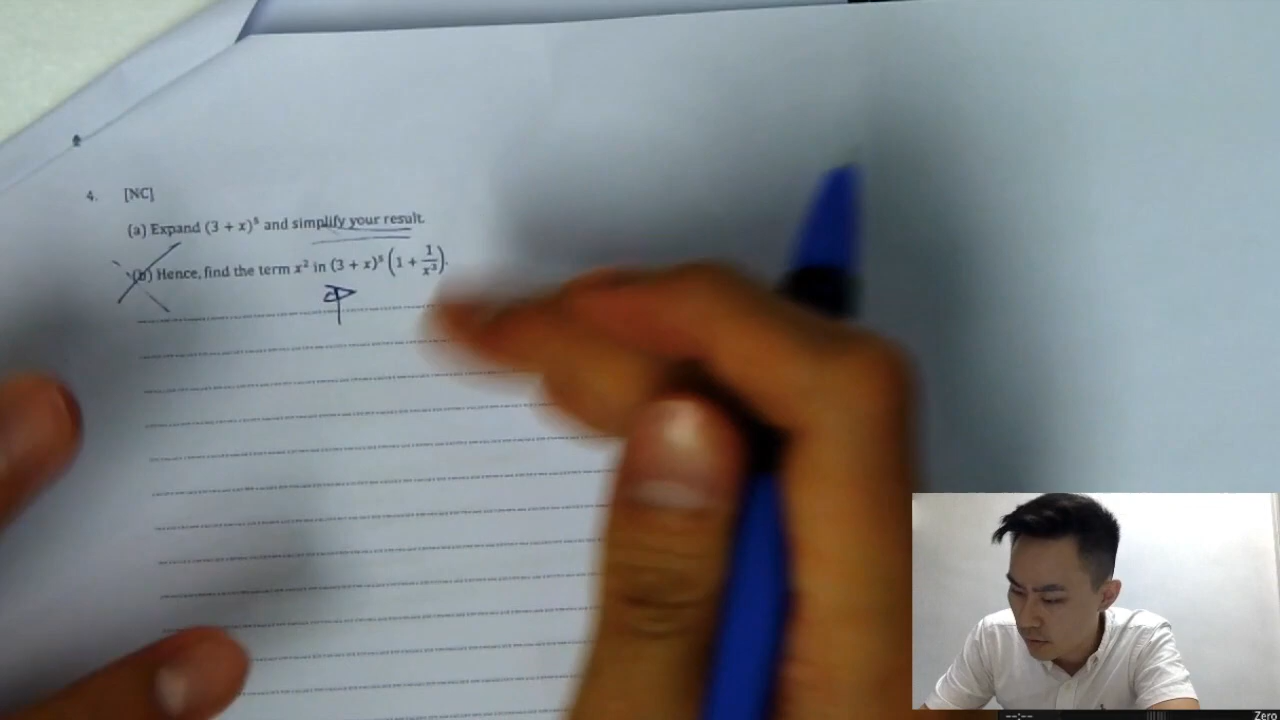 4. [NC]
(a) Expand (3 + x)⁵ and simplify your result.
(b) Hence, find the term x² in (3 + x)⁵ (1 + 1/x³).
Zero